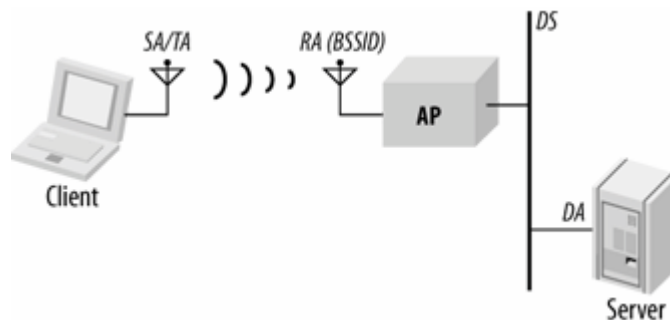 SA/TA
RA (BSSID)
DS
AP
Client
DA
Server